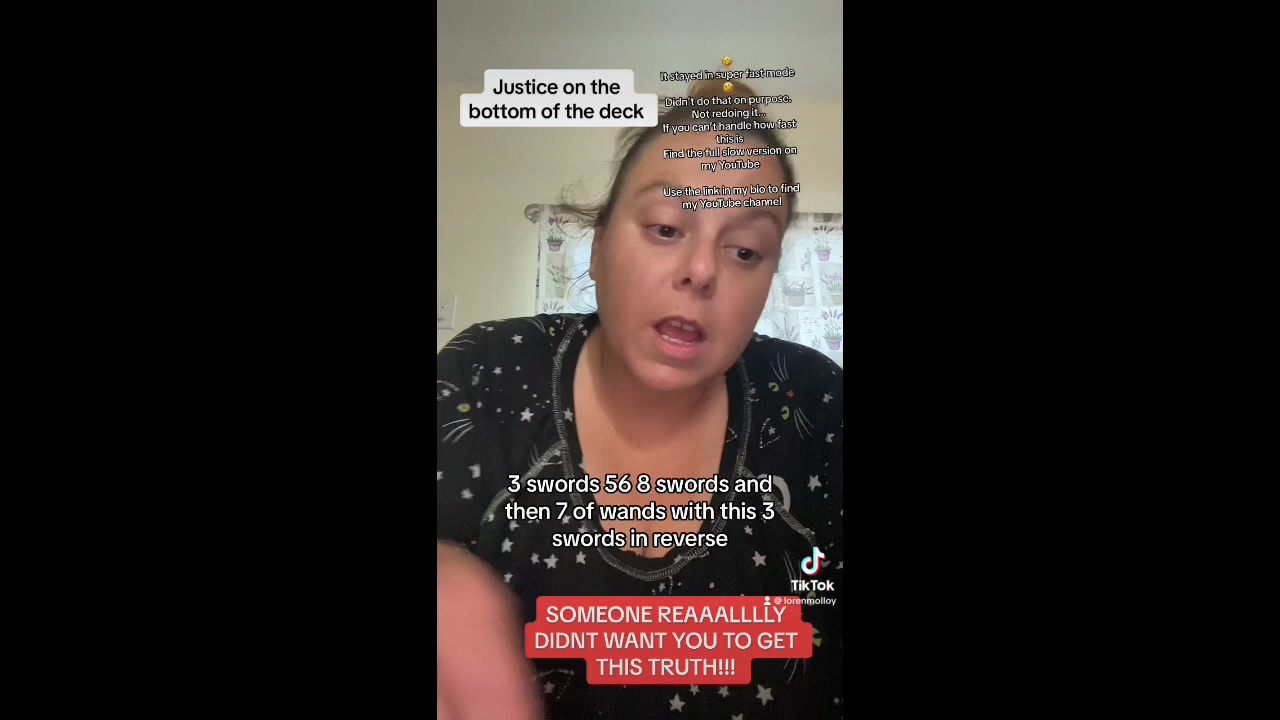 Justice on the
bottom of the deck
🤣
It stayed in super fast mode
🤣
Didn't do that on purpose.
Not redoing it...
If you can't handle how fast
this is
Find the full slow version on
my YouTube
Use the link in my bio to find
my YouTube channel
3 swords 56 8 swords and
then 7 of wands with this 3
swords in reverse
TikTok
@lorenmolloy
SOMEONE REAAALLLLY
DIDNT WANT YOU TO GET
THIS TRUTH!!!